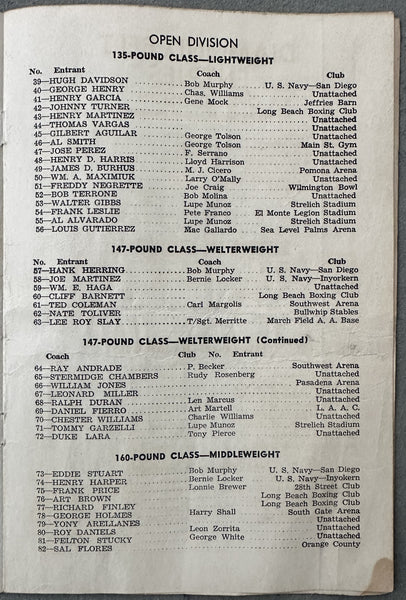 OPEN DIVISION
135-POUND CLASS—LIGHTWEIGHT
No. Entrant Coach Club
39—HUGH DAVIDSON Bob Murphy U. S. Navy—San Diego
40—GEORGE HENRY Chas. Williams Unattached
41—HENRY GARCIA Gene Mock Jeffries Barn
42—JOHNNY TURNER Long Beach Boxing Club
43—HENRY MARTINEZ Unattached
44—THOMAS VARGAS Unattached
45—GILBERT AGUILAR George Tolson Unattached
46—AL SMITH George Tolson Main St. Gym
47—JOSE PEREZ F. Serrano Unattached
48—HENRY D. HARRIS Lloyd Harrison Unattached
49—JAMES D. BURHUS M. J. Cicero Pomona Arena
50—WM. A. MAXIMIUK Larry O'Mally Unattached
51—FREDDY NEGRETTE Joe Craig Wilmington Bowl
52—BOB TERRONE Bob Molina Unattached
53—WALTER GIBBS Lupe Munoz Strelich Stadium
54—FRANK LESLIE Pete Franco El Monte Legion Stadium
55—AL ALVARADO Lupe Munoz Strelich Stadium
56—LOUIS GUTIERREZ Mac Gallardo Sea Level Palms Arena
147-POUND CLASS—WELTERWEIGHT
No. Entrant Coach Club
57—HANK HERRING Bob Murphy U. S. Navy—San Diego
58—JOE MARTINEZ Bernie Locker U. S. Navy—Inyorkern
59—WM. E. HAGA Unattached
60—CLIFF BARNETT Long Beach Boxing Club
61—TED COLEMAN Carl Margolis Southwest Arena
62—NATE TOLIVER Bullwhip Stables
63—LEE ROY SLAY T/Sgt. Merritte March Field A. A. Base
147-POUND CLASS—WELTERWEIGHT (Continued)
Coach Club No. Entrant
64—RAY ANDRADE P. Becker Southwest Arena
65—STERMIDGE CHAMBERS Rudy Rosenberg Unattached
66—WILLIAM JONES Pasadena Arena
67—LEONARD MILLER Unattached
68—RALPH DURAN Len Marcus Unattached
69—DANIEL FIERRO Art Martell L. A. A. C.
70—CHESTER WILLIAMS Charlie Williams Unattached
71—TOMMY GARZELLI Lupe Munoz Strelich Stadium
72—DUKE LARA Tony Pierce Unattached
160-POUND CLASS—MIDDLEWEIGHT
73—EDDIE STUART Bob Murphy U. S. Navy—San Diego
74—HENRY HARPER Bernie Locker U. S. Navy—Inyokern
75—FRANK PRICE Lonnie Brewer 28th Street Club
76—ART BROWN Long Beach Boxing Club
77—RICHARD FINLEY Long Beach Boxing Club
78—GEORGE HOLMES Harry Shall South Gate Arena
79—YONY ARELLANES Unattached
80—ROY DANIELS Leon Zorrita Unattached
81—FELTON STUCKY George White Unattached
82—SAL FLORES Orange County